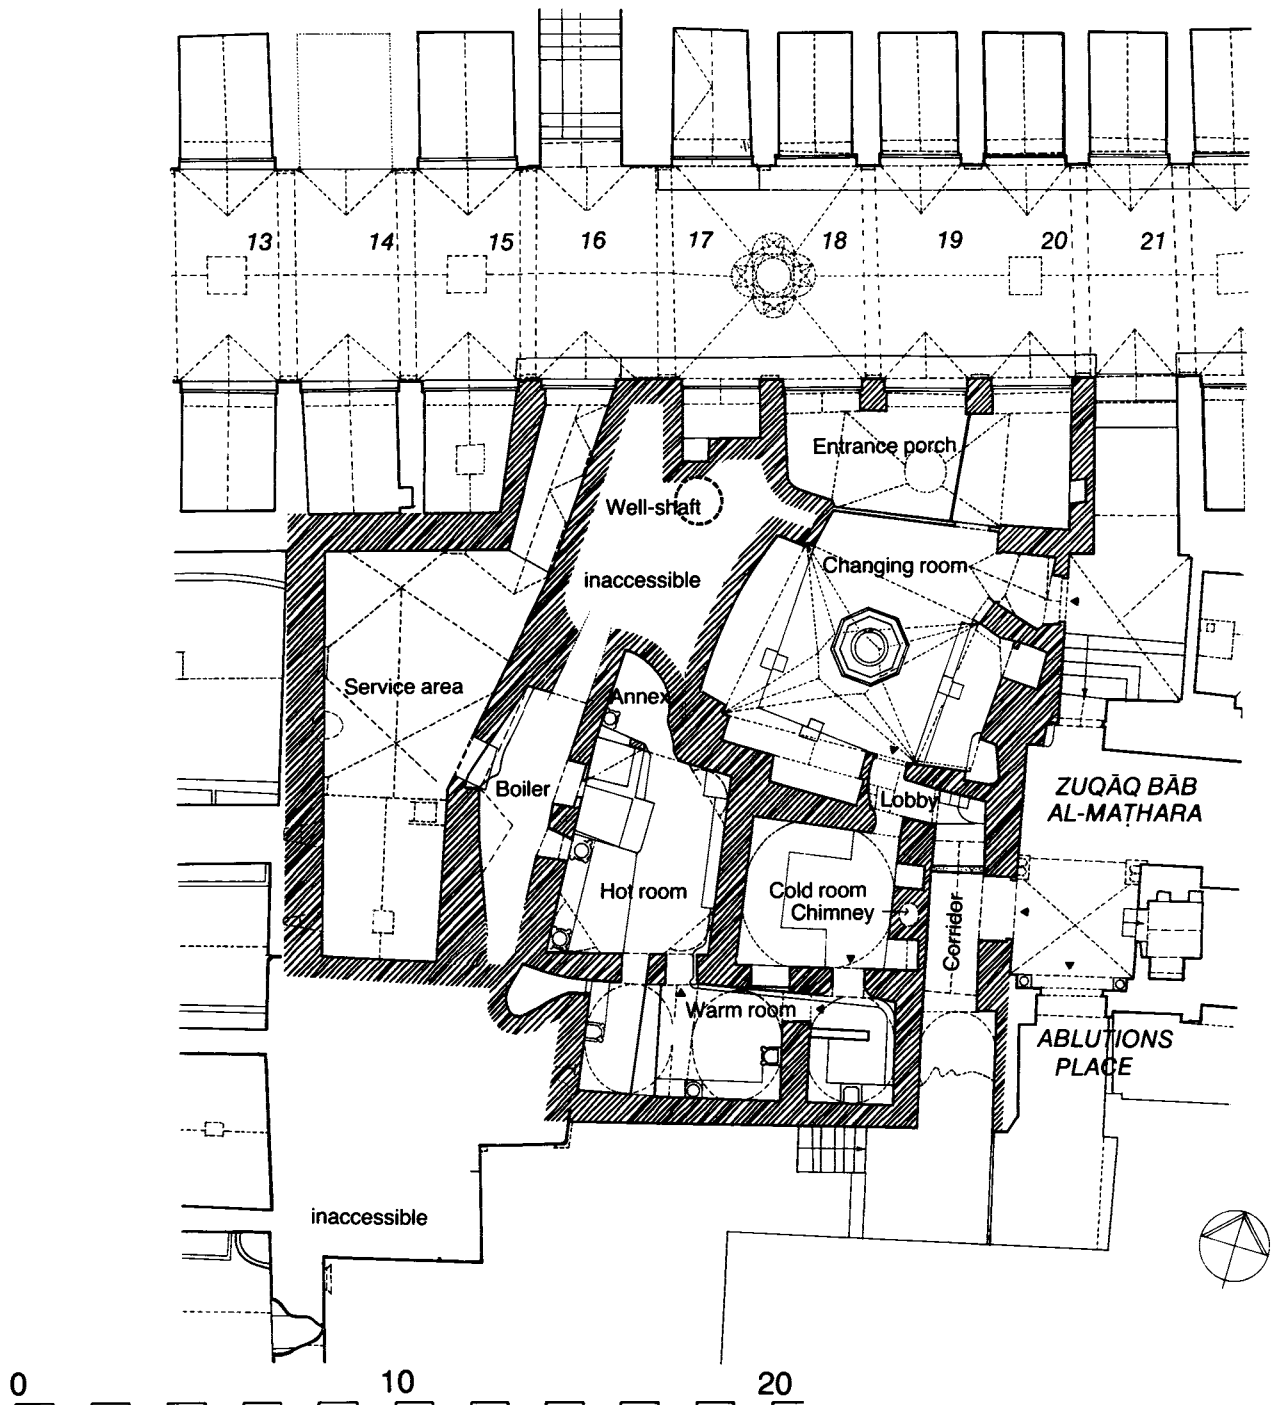 13 14 15 16 17 18 19 20 21
Entrance porch
Well-shaft
Changing room
inaccessible
Service area
Annex
Boiler
Lobby
ZUQĀQ BĀB
AL-MAṬHARA
Hot room
Cold room
Chimney
Corridor
Warm room
ABLUTIONS
PLACE
inaccessible
0 10 20